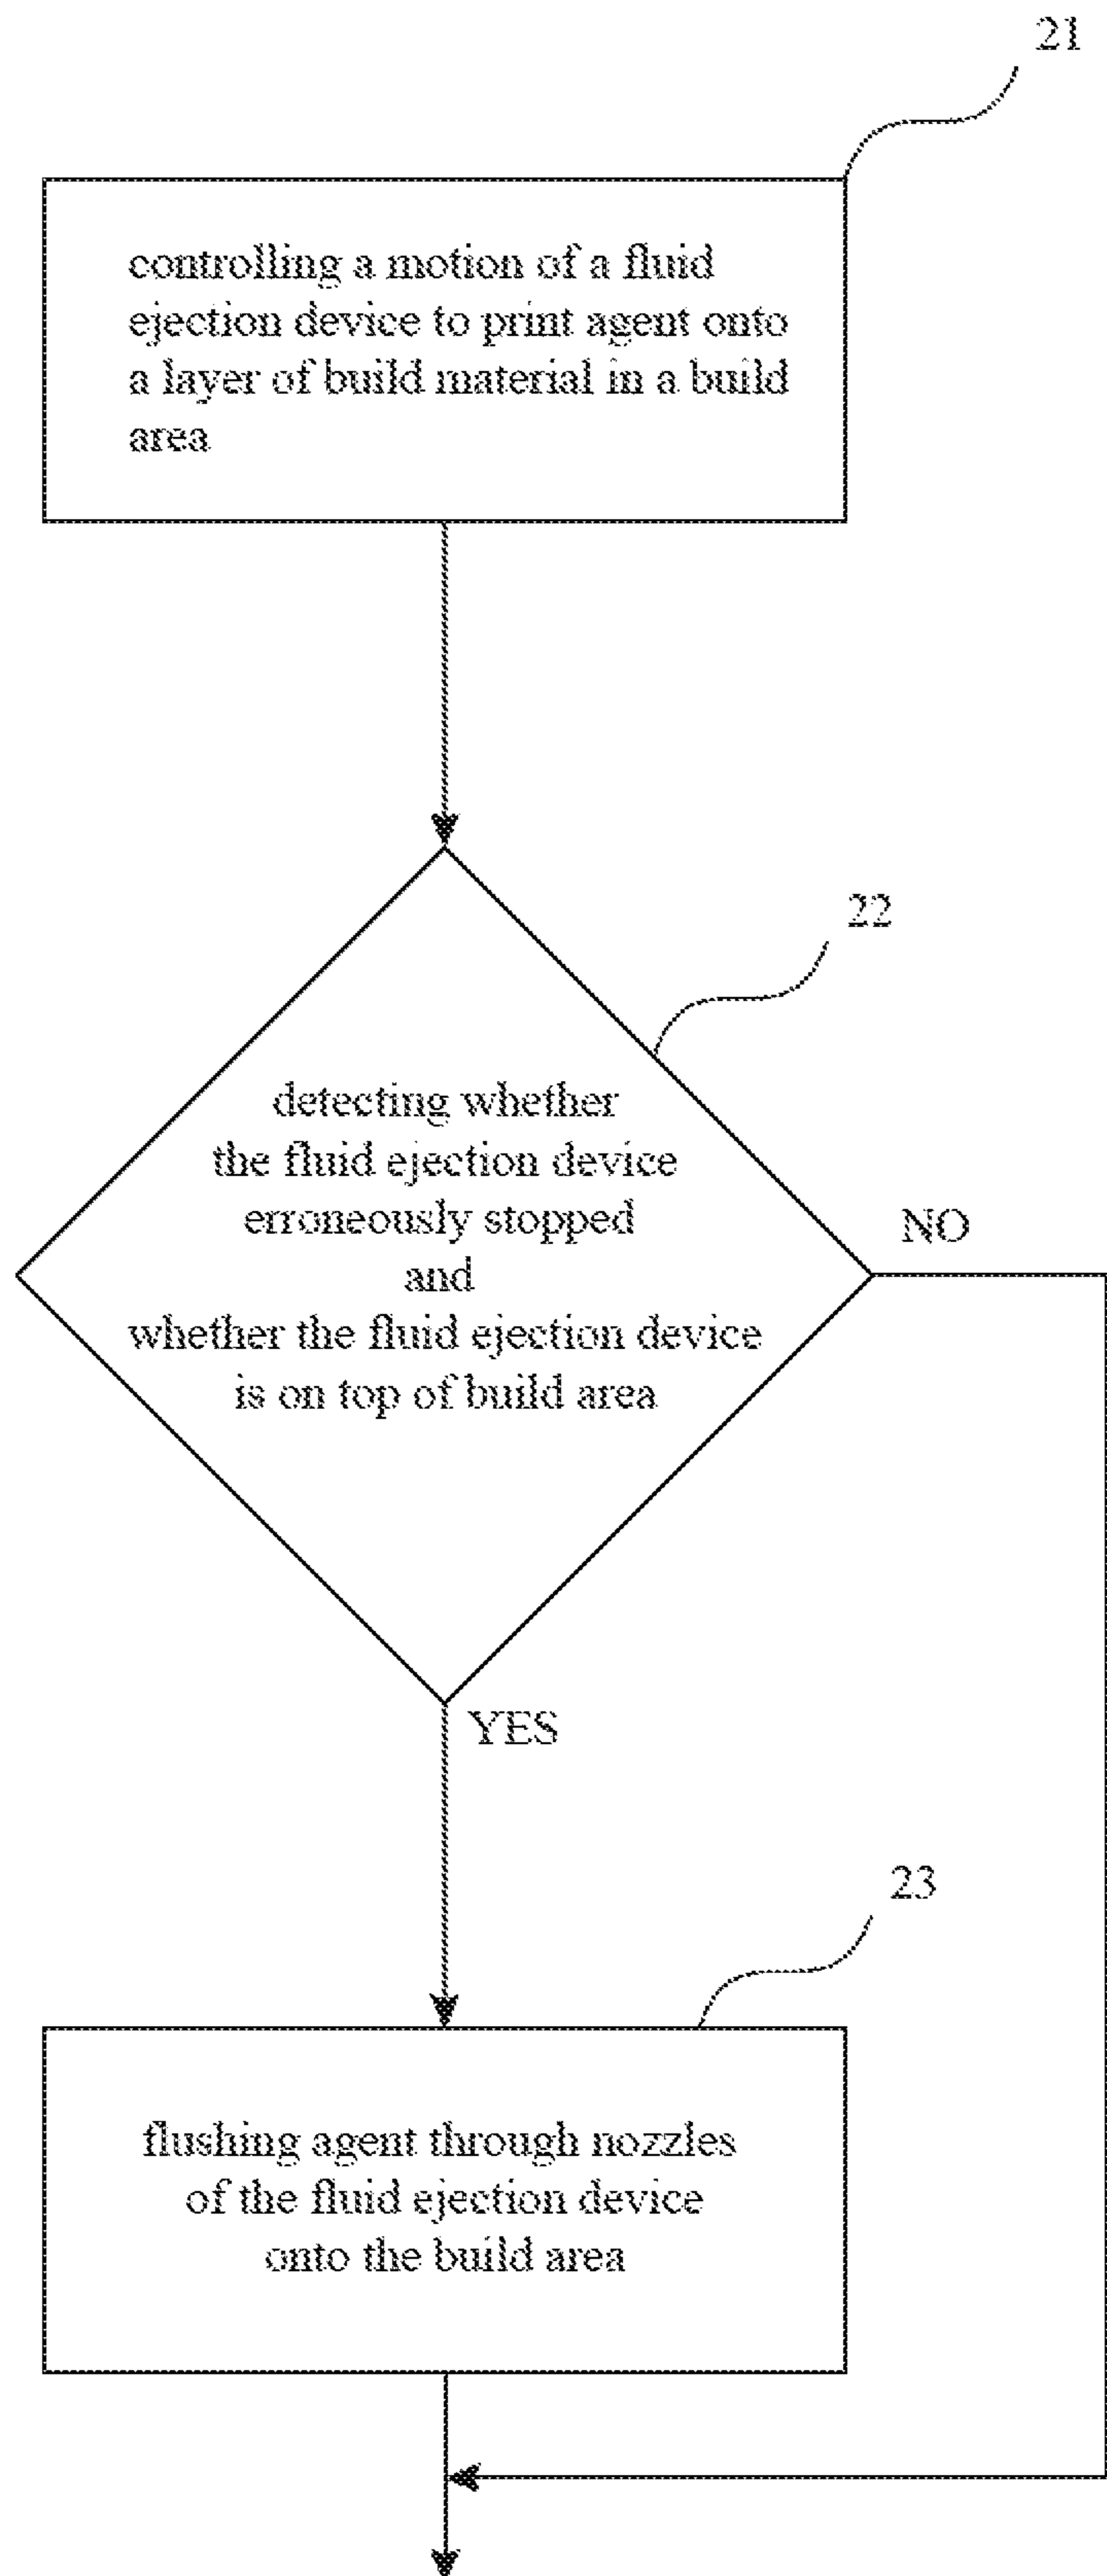 21
controlling a motion of a fluid
ejection device to print agent onto
a layer of build material in a build
area
22
detecting whether
the fluid ejection device
erroneously stopped
and
whether the fluid ejection device
is on top of build area
NO
YES
23
flushing agent through nozzles
of the fluid ejection device
onto the build area